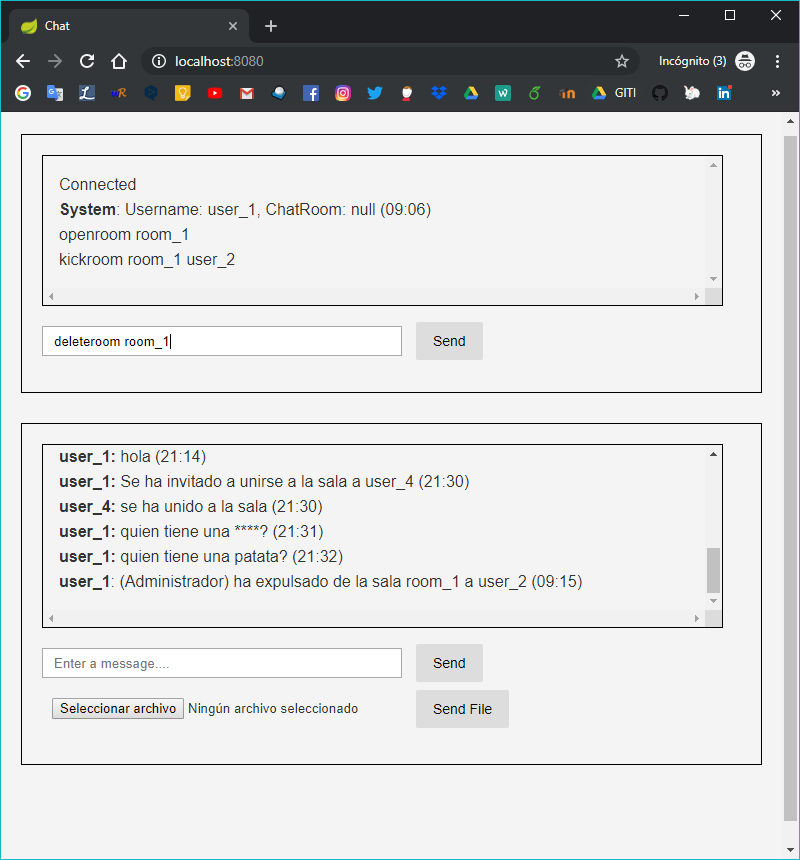 Chat
localhost:8080
Incógnito (3)
GITI
Connected
System: Username: user_1, ChatRoom: null (09:06)
openroom room_1
kickroom room_1 user_2
deleteroom room_1
Send
user_1: hola (21:14)
user_1: Se ha invitado a unirse a la sala a user_4 (21:30)
user_4: se ha unido a la sala (21:30)
user_1: quien tiene una ****? (21:31)
user_1: quien tiene una patata? (21:32)
user_1: (Administrador) ha expulsado de la sala room_1 a user_2 (09:15)
Enter a message....
Send
Seleccionar archivo Ningún archivo seleccionado
Send File